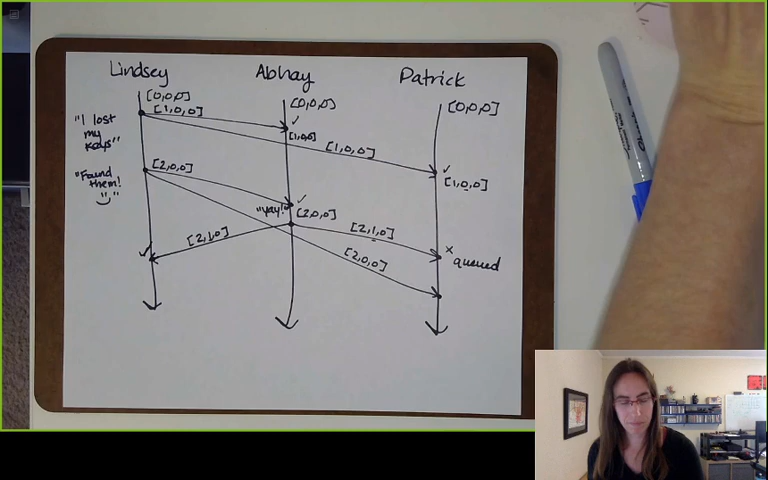 Lindsey Abhay Patrick
[0,0,0]
[0,0,0]
[0,0,0]
[1,0,0]
"I lost
my
keys"
[1,0,0]
[1,0,0]
[1,0,0]
"Found
them!
[2,0,0]
"yay!"
[2,0,0]
[2,1,0]
[2,1,0]
queued
[2,0,0]